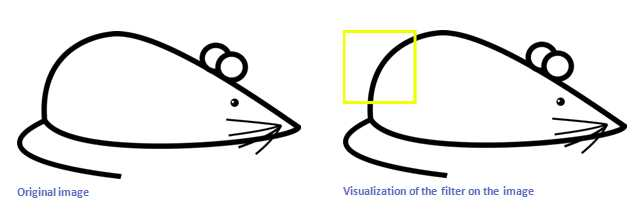 Original image
Visualization of the filter on the image